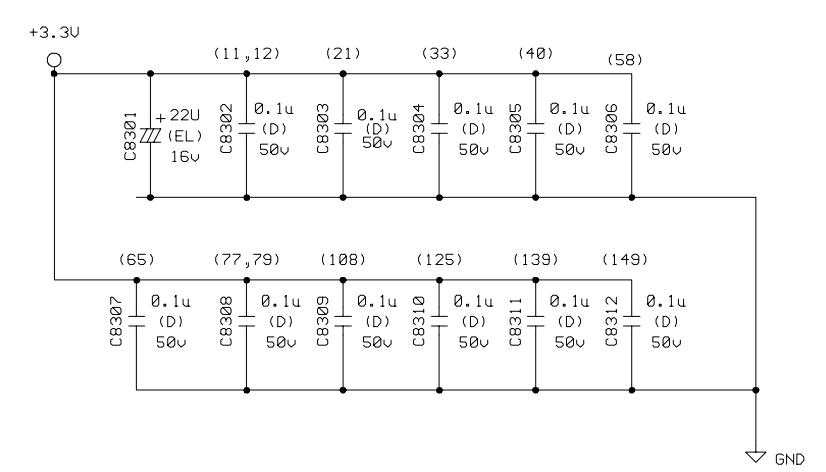 +3.3V
(11,12) (21) (33) (40) (58)
C8301 + 22U (EL) 16v
C8302 0.1u (D) 50v
C8303 0.1u (D) 50v
C8304 0.1u (D) 50v
C8305 0.1u (D) 50v
C8306 0.1u (D) 50v
(65) (77,79) (108) (125) (139) (149)
C8307 0.1u (D) 50v
C8308 0.1u (D) 50v
C8309 0.1u (D) 50v
C8310 0.1u (D) 50v
C8311 0.1u (D) 50v
C8312 0.1u (D) 50v
GND